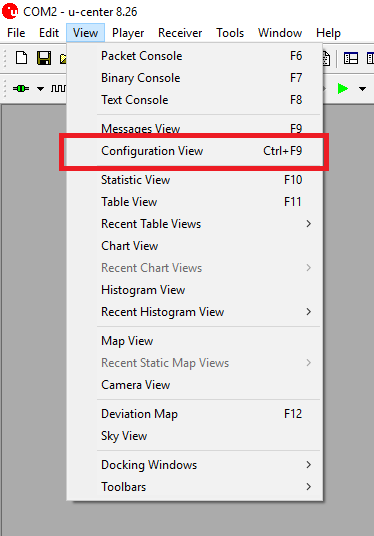 COM2 - u-center 8.26
File Edit View Player Receiver Tools Window Help
Packet Console F6
Binary Console F7
Text Console F8
Messages View F9
Configuration View Ctrl+F9
Statistic View F10
Table View F11
Recent Table Views
Chart View
Recent Chart Views
Histogram View
Recent Histogram View
Map View
Recent Static Map Views
Camera View
Deviation Map F12
Sky View
Docking Windows
Toolbars